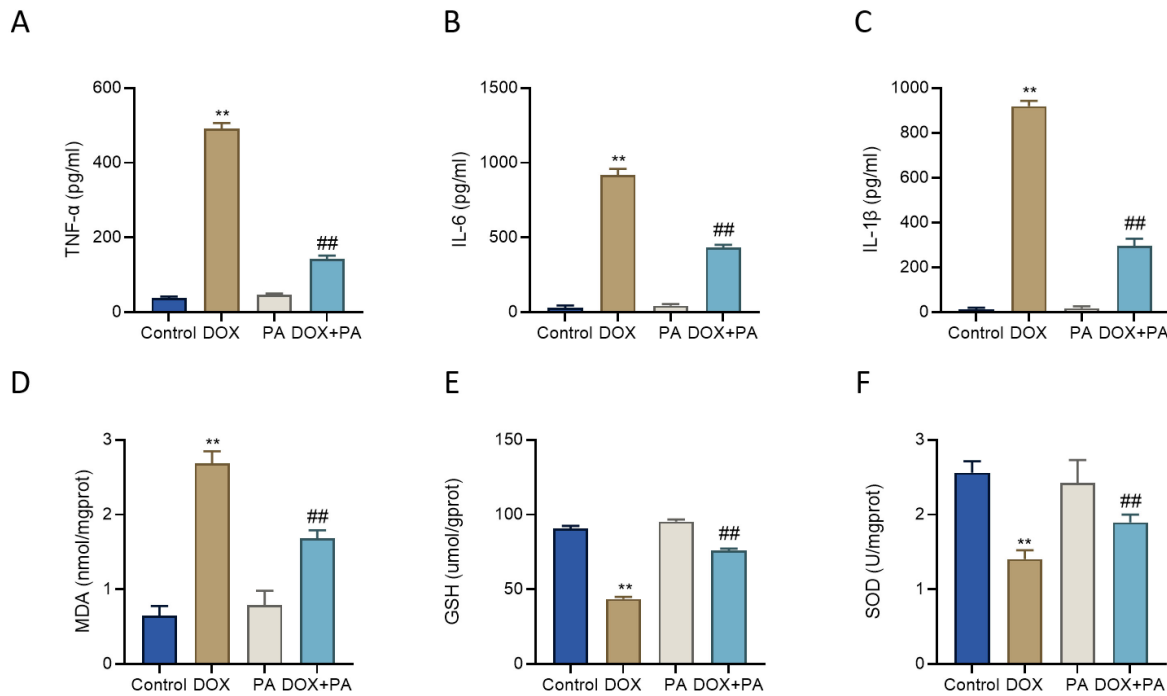 A
B
C
TNF-α (pg/ml)
600
400
200
0
**
##
Control DOX PA DOX+PA
IL-6 (pg/ml)
1500
1000
500
0
**
##
Control DOX PA DOX+PA
IL-1β (pg/ml)
1000
800
600
400
200
0
**
##
Control DOX PA DOX+PA
D
E
F
MDA (nmol/mgprot)
3
2
1
0
**
##
Control DOX PA DOX+PA
GSH (umol/gprot)
150
100
50
0
**
##
Control DOX PA DOX+PA
SOD (U/mgprot)
3
2
1
0
**
##
Control DOX PA DOX+PA